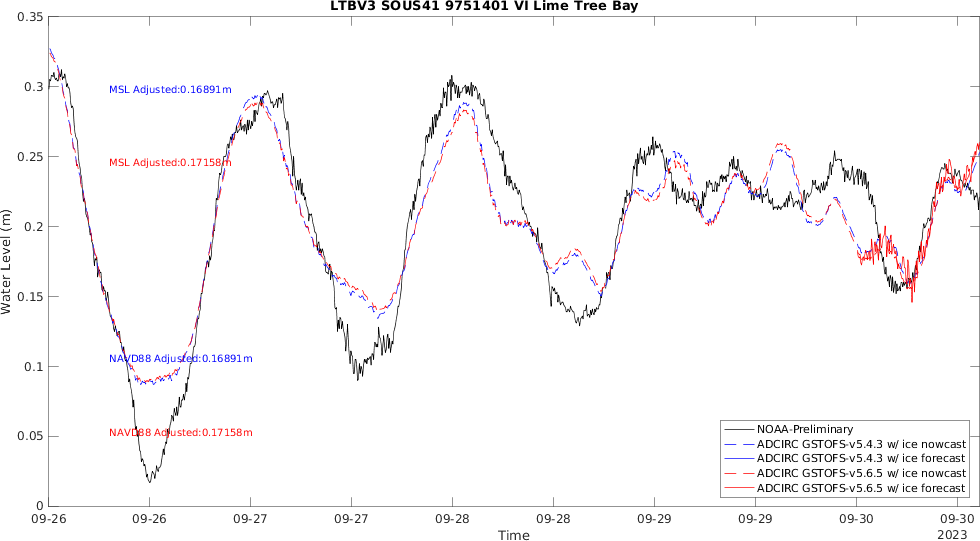 LTBV3 SOUS41 9751401 VI Lime Tree Bay
0.35
0.3
0.25
0.2
0.15
0.1
0.05
0
Water Level (m)
MSL Adjusted:0.16891m
MSL Adjusted:0.17158m
NAVD88 Adjusted:0.16891m
NAVD88 Adjusted:0.17158m
NOAA-Preliminary
ADCIRC GSTOFS-v5.4.3 w/ ice nowcast
ADCIRC GSTOFS-v5.4.3 w/ ice forecast
ADCIRC GSTOFS-v5.6.5 w/ ice nowcast
ADCIRC GSTOFS-v5.6.5 w/ ice forecast
09-26 09-26 09-27 09-27 09-28 09-28 09-29 09-29 09-30 09-30
Time
2023